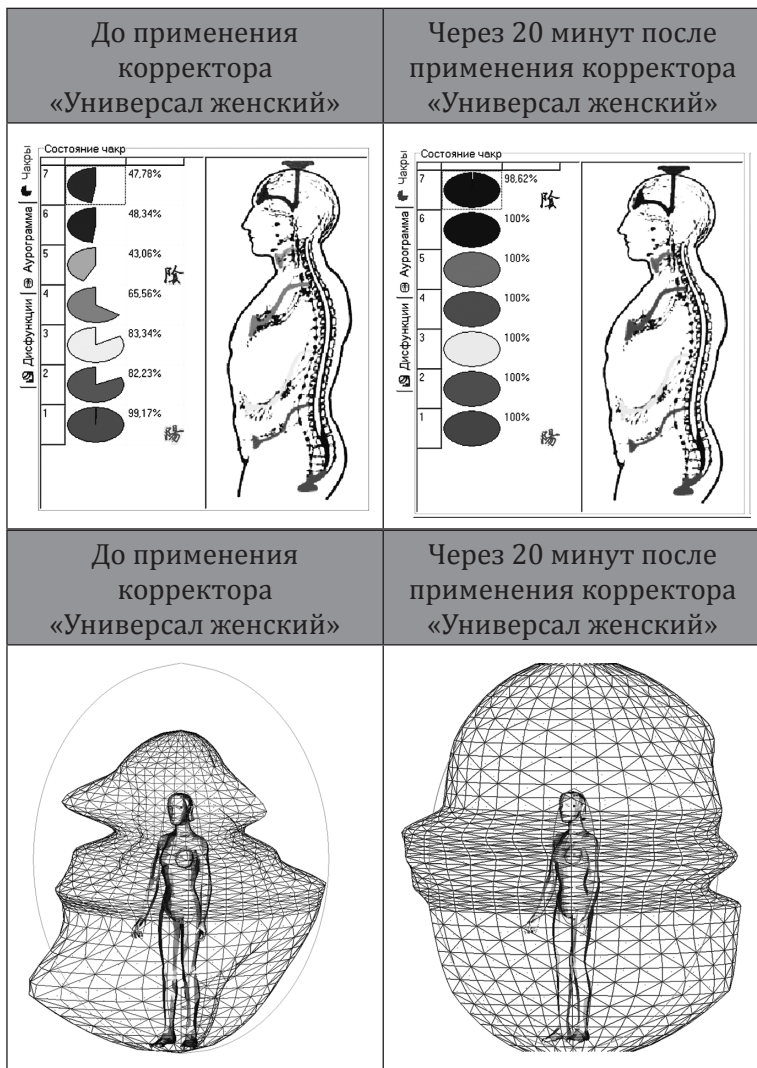 До применения
корректора
«Универсал женский»
Через 20 минут после
применения корректора
«Универсал женский»
Состояние чакр
Дисфункции
Аурограмма
Чакры
7 47,78%
6 48,34%
5 43,06%
陰
4 65,56%
3 83,34%
2 82,23%
1 99,17%
陽
Состояние чакр
Дисфункции
Аурограмма
Чакры
7 98,62%
陰
6 100%
5 100%
4 100%
3 100%
2 100%
1 100%
陽
До применения
корректора
«Универсал женский»
Через 20 минут после
применения корректора
«Универсал женский»